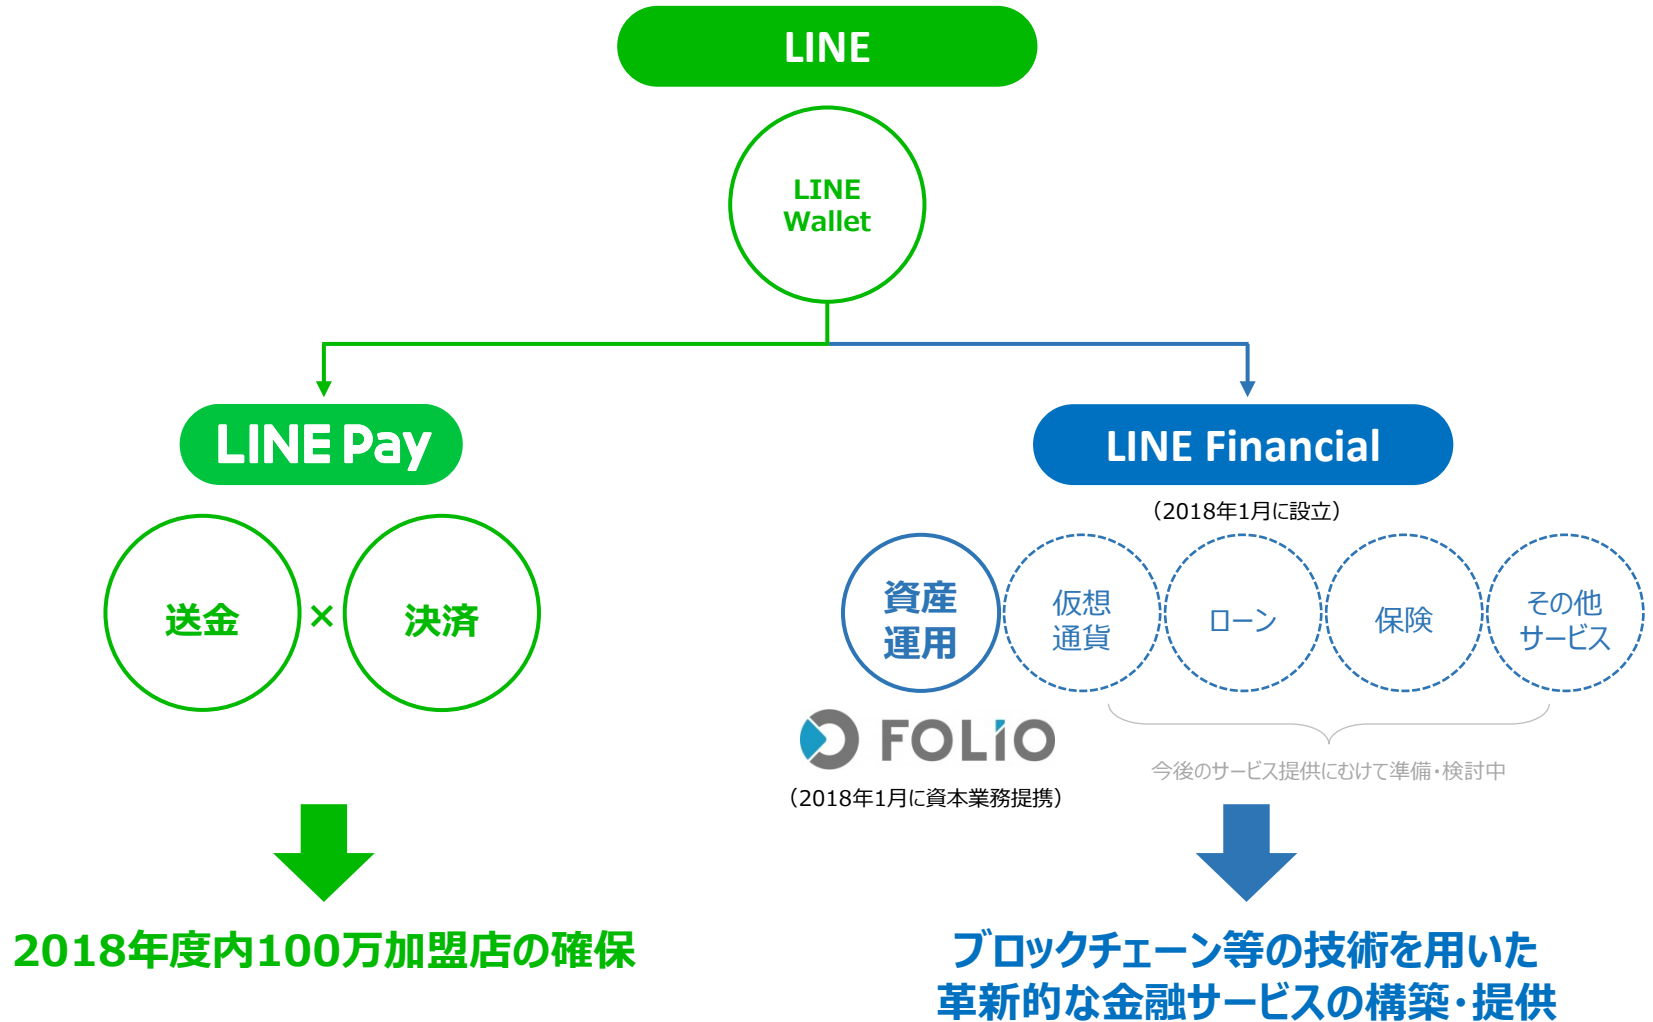 LINE
LINE
Wallet
LINE Pay
LINE Financial
（2018年1月に設立）
送金
×
決済
資産
運用
仮想
通貨
ローン
保険
その他
サービス
FOLIO
（2018年1月に資本業務提携）
今後のサービス提供にむけて準備・検討中
2018年度内100万加盟店の確保
ブロックチェーン等の技術を用いた
革新的な金融サービスの構築・提供